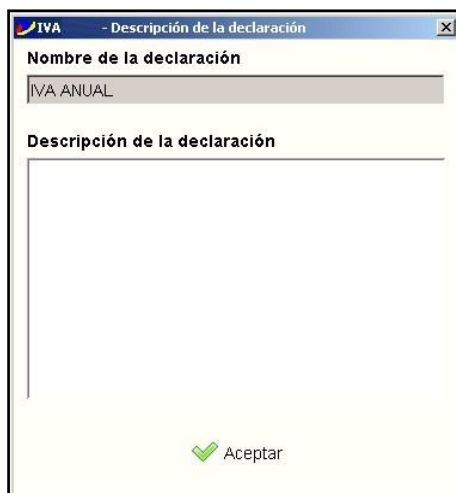 IVA - Descripción de la declaración
Nombre de la declaración
IVA ANUAL
Descripción de la declaración
Aceptar